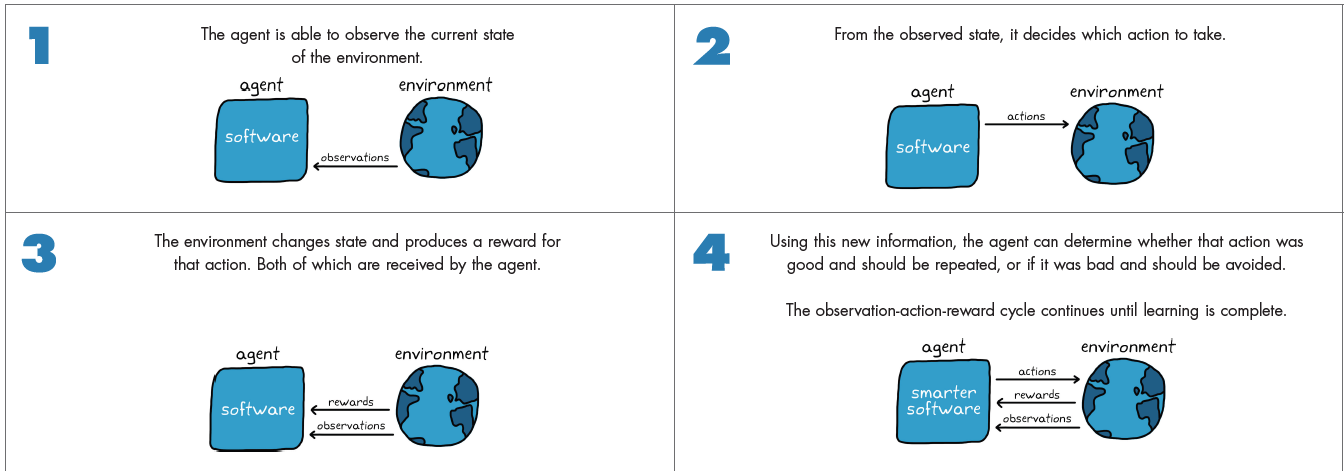 1
The agent is able to observe the current state
of the environment.
agent
environment
software
observations
2
From the observed state, it decides which action to take.
agent
environment
actions
software
3
The environment changes state and produces a reward for
that action. Both of which are received by the agent.
agent
environment
software
rewards
observations
4
Using this new information, the agent can determine whether that action was
good and should be repeated, or if it was bad and should be avoided.
The observation-action-reward cycle continues until learning is complete.
agent
environment
smarter
software
actions
rewards
observations